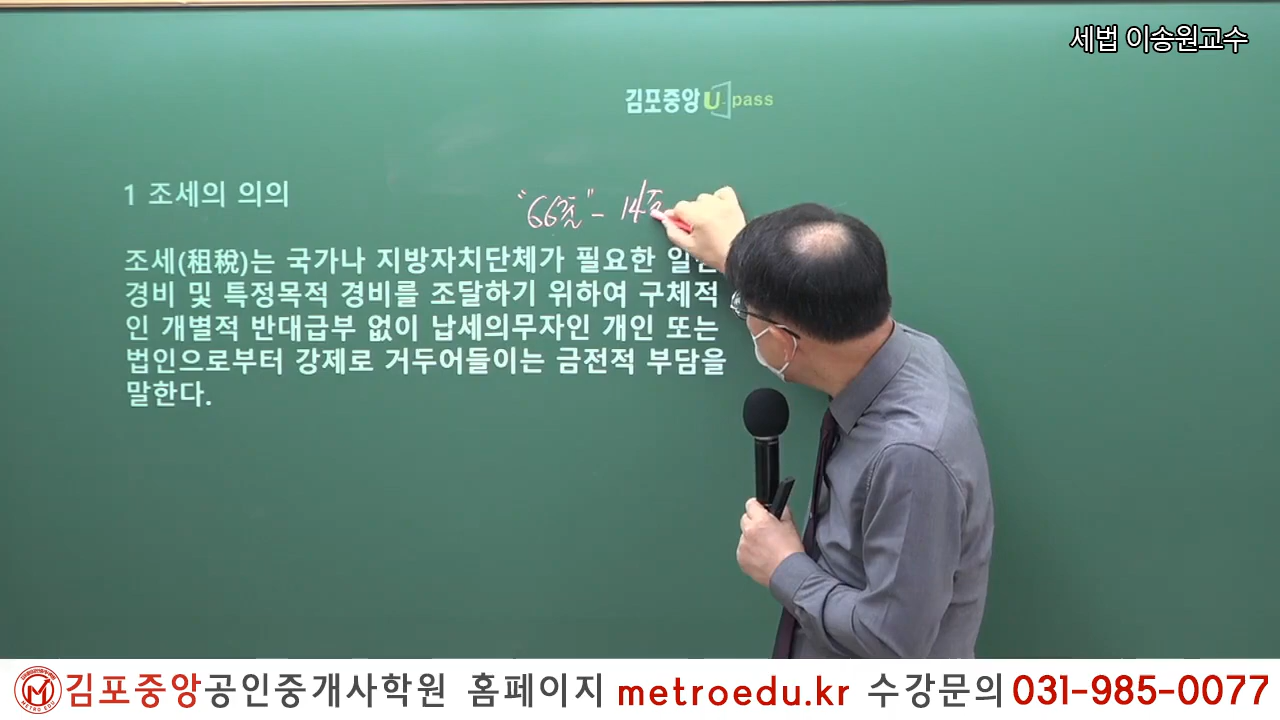 세법 이송원교수
김포중앙 U-pass
1 조세의 의의
"66초" - 14
조세(租稅)는 국가나 지방자치단체가 필요한
경비 및 특정목적 경비를 조달하기 위하여 구체적
인 개별적 반대급부 없이 납세의무자인 개인 또는
법인으로부터 강제로 거두어들이는 금전적 부담을
말한다.
METRO EDU
김포중앙공인중개사학원 홈페이지 metroedu.kr 수강문의 031-985-0077